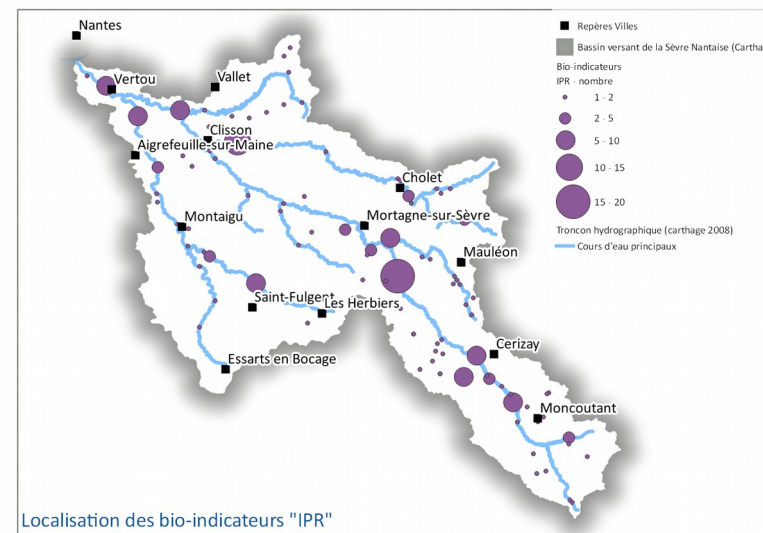 Nantes
Vertou
Vallet
Clisson
Aigrefeuille-sur-Maine
Cholet
Montaigu
Mortagne-sur-Sèvre
Mauléon
Saint-Fulgent
Les Herbiers
Cerizay
Essarts en Bocage
Moncoutant
Localisation des bio-indicateurs "IPR"
Repères Villes
Bassin versant de la Sèvre Nantaise (Cartha
Bio-indicateurs
IPR - nombre
1 - 2
2 - 5
5 - 10
10 - 15
15 - 20
Troncon hydrographique (carthage 2008)
Cours d'eau principaux